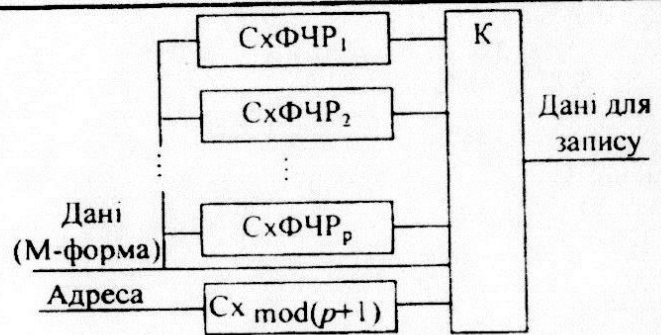 СхФЧР₁
К
СхФЧР₂
Дані для
запису
Дані
(М-форма)
СхФЧРₚ
Адреса
Сх mod(p+1)